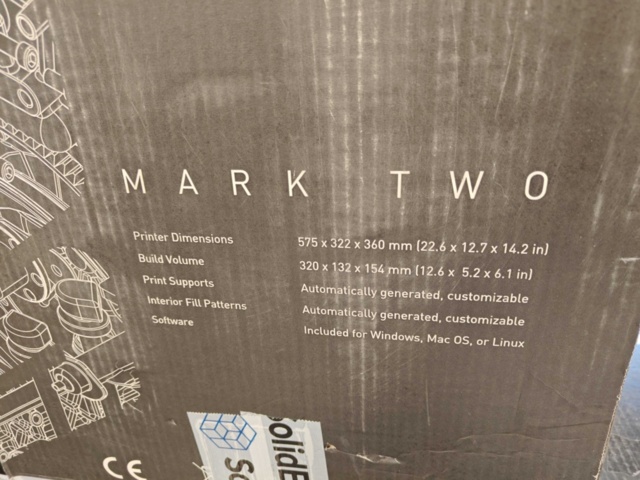 MARK TWO
Printer Dimensions 575 x 322 x 360 mm (22.6 x 12.7 x 14.2 in)
Build Volume 320 x 132 x 154 mm (12.6 x 5.2 x 6.1 in)
Print Supports Automatically generated, customizable
Interior Fill Patterns Automatically generated, customizable
Software Included for Windows, Mac OS, or Linux
CE